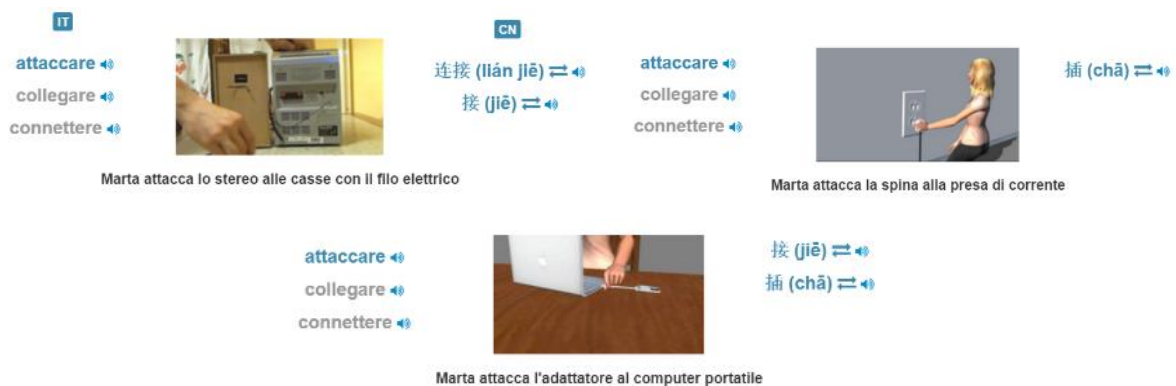 IT
attaccare
collegare
connettere
CN
连接 (lián jiē)
接 (jiē)
Marta attacca lo stereo alle casse con il filo elettrico
attaccare
collegare
connettere
插 (chā)
Marta attacca la spina alla presa di corrente
attaccare
collegare
connettere
接 (jiē)
插 (chā)
Marta attacca l'adattatore al computer portatile